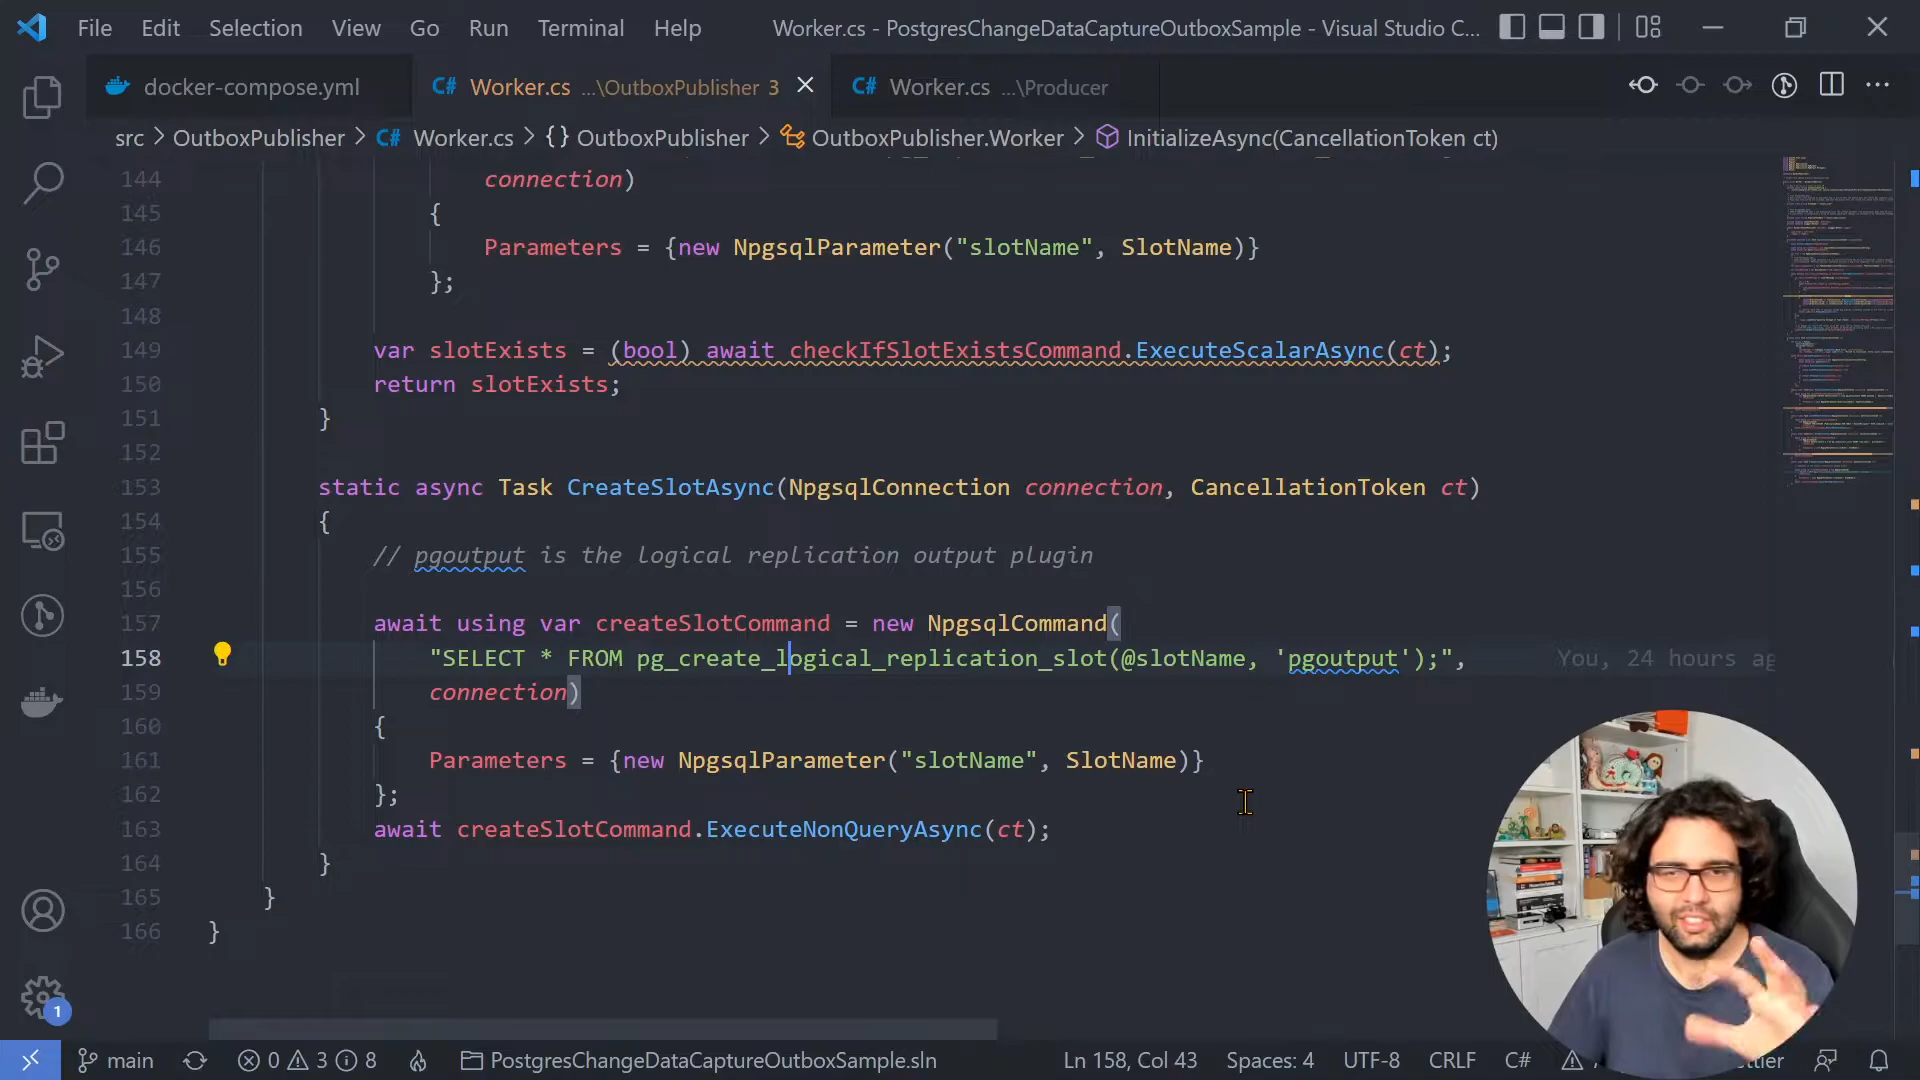 File Edit Selection View Go Run Terminal Help Worker.cs - PostgresChangeDataCaptureOutboxSample - Visual Studio C...
docker-compose.yml C# Worker.cs ...\OutboxPublisher 3 C# Worker.cs ...\Producer
src > OutboxPublisher > C# Worker.cs > {} OutboxPublisher > OutboxPublisher.Worker > InitializeAsync(CancellationToken ct)
144 connection)
145 {
146 Parameters = {new NpgsqlParameter("slotName", SlotName)}
147 };
148
149 var slotExists = (bool) await checkIfSlotExistsCommand.ExecuteScalarAsync(ct);
150 return slotExists;
151 }
152
153 static async Task CreateSlotAsync(NpgsqlConnection connection, CancellationToken ct)
154 {
155 // pgoutput is the logical replication output plugin
156
157 await using var createSlotCommand = new NpgsqlCommand(
158 "SELECT * FROM pg_create_logical_replication_slot(@slotName, 'pgoutput');", You, 24 hours ag
159 connection)
160 {
161 Parameters = {new NpgsqlParameter("slotName", SlotName)}
162 };
163 await createSlotCommand.ExecuteNonQueryAsync(ct);
164 }
165 }
166 }
1
main 0 3 8 PostgresChangeDataCaptureOutboxSample.sln Ln 158, Col 43 Spaces: 4 UTF-8 CRLF C#